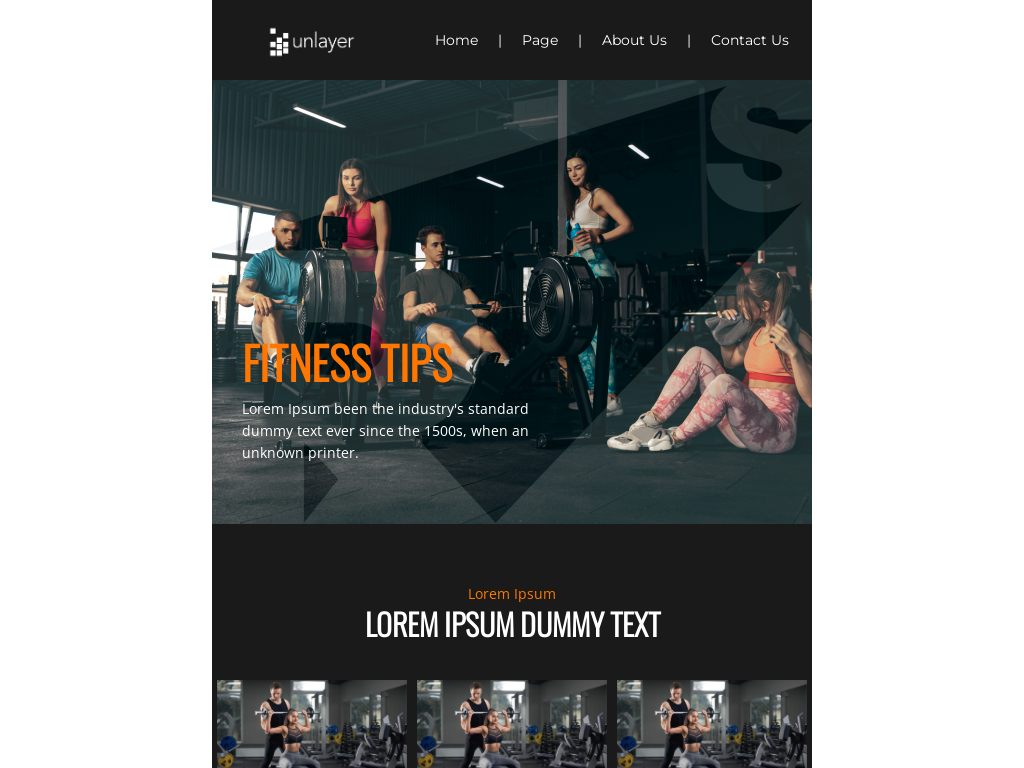 unlayer
Home | Page | About Us | Contact Us
S
FITNESS TIPS
Lorem Ipsum been the industry's standard
dummy text ever since the 1500s, when an
unknown printer.
Lorem Ipsum
LOREM IPSUM DUMMY TEXT